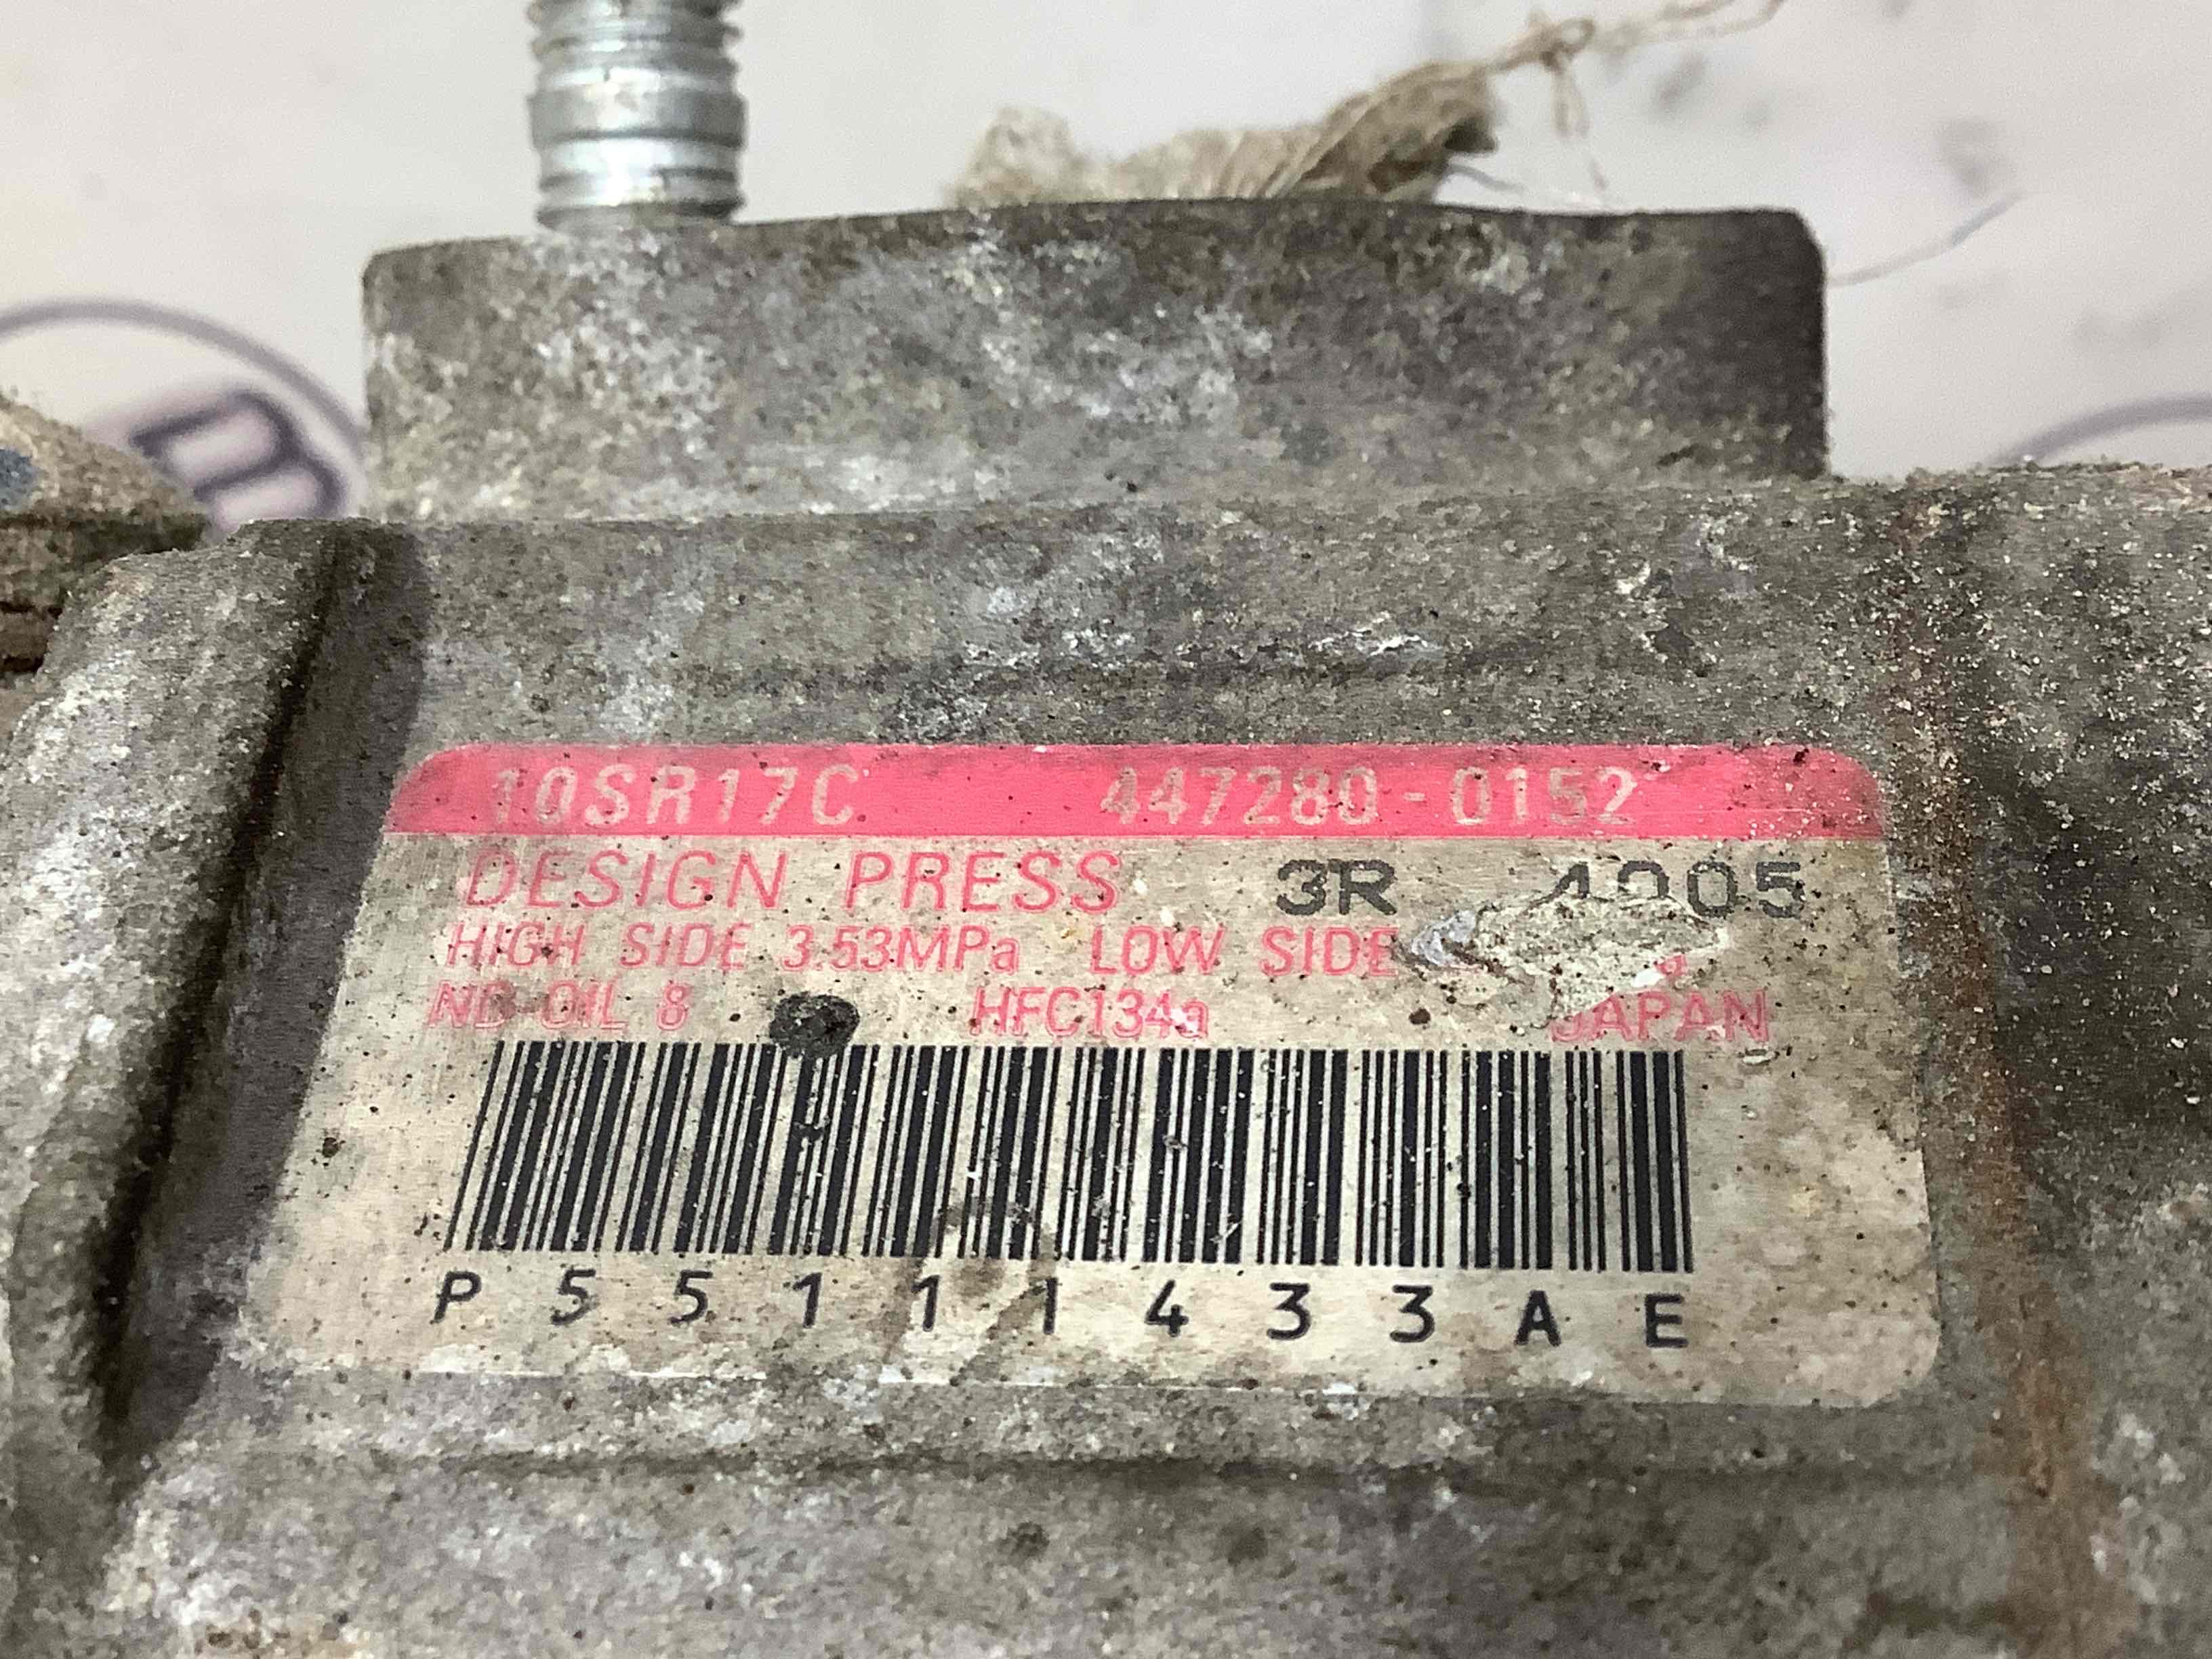 10SR17C 447280-0152
DESIGN PRESS 3R 4005
HIGH SIDE 3.53MPa LOW SIDE
ND-OIL 8 HFC134a JAPAN
P55111433AE